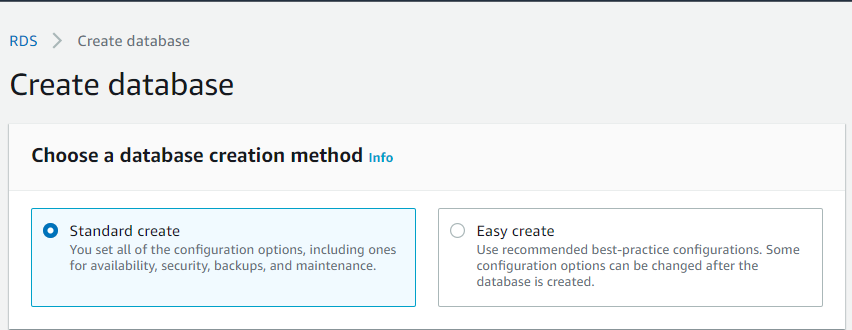 RDS > Create database
Create database
Choose a database creation method Info
Standard create
You set all of the configuration options, including ones
for availability, security, backups, and maintenance.
Easy create
Use recommended best-practice configurations. Some
configuration options can be changed after the
database is created.